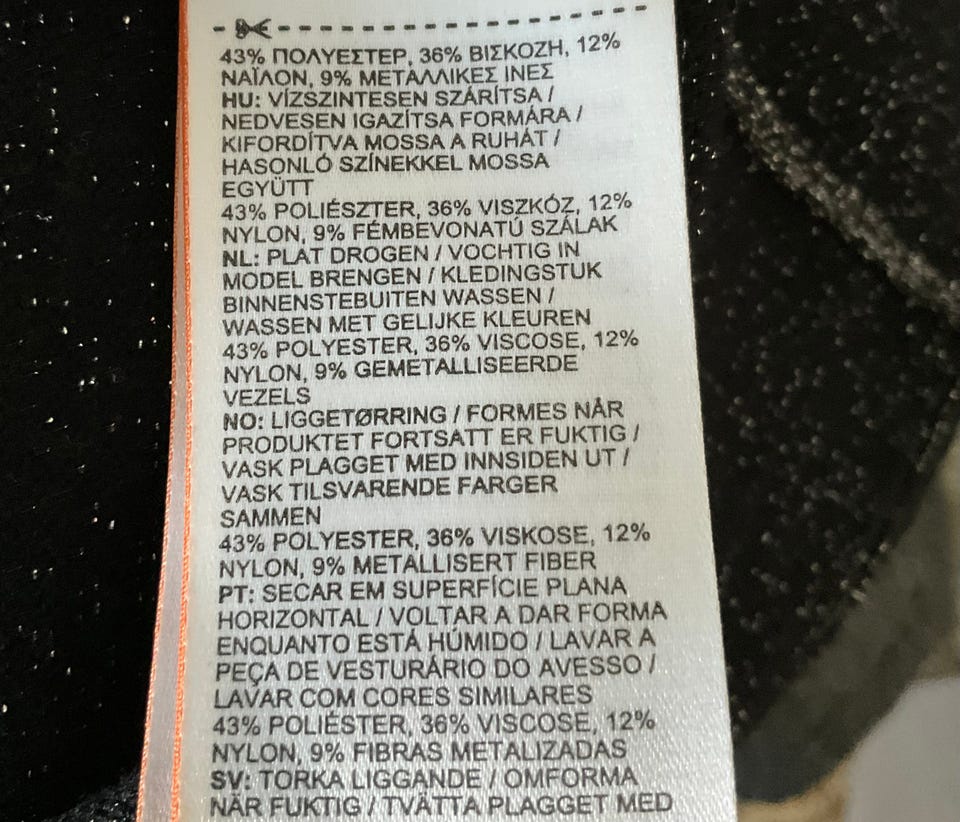 43% ΠΟΛΥΕΣΤΕΡ, 36% ΒΙΣΚΟΖΗ, 12%
ΝΑΪΛΟΝ, 9% ΜΕΤΑΛΛΙΚΕΣ ΙΝΕΣ
HU: VÍZSZINTESEN SZÁRÍTSA /
NEDVESEN IGAZÍTSA FORMÁRA /
KIFORDÍTVA MOSSA A RUHÁT /
HASONLÓ SZÍNEKKEL MOSSA
EGYÜTT
43% POLIÉSZTER, 36% VISZKÓZ, 12%
NYLON, 9% FÉMBEVONATÚ SZÁLAK
NL: PLAT DROGEN / VOCHTIG IN
MODEL BRENGEN / KLEDINGSTUK
BINNENSTEBUITEN WASSEN /
WASSEN MET GELIJKE KLEUREN
43% POLYESTER, 36% VISCOSE, 12%
NYLON, 9% GEMETALLISEERDE
VEZELS
NO: LIGGETØRRING / FORMES NÅR
PRODUKTET FORTSATT ER FUKTIG /
VASK PLAGGET MED INNSIDEN UT /
VASK TILSVARENDE FARGER
SAMMEN
43% POLYESTER, 36% VISKOSE, 12%
NYLON, 9% METALLISERT FIBER
PT: SECAR EM SUPERFÍCIE PLANA
HORIZONTAL / VOLTAR A DAR FORMA
ENQUANTO ESTÁ HÚMIDO / LAVAR A
PEÇA DE VESTURÁRIO DO AVESSO /
LAVAR COM CORES SIMILARES
43% POLIÉSTER, 36% VISCOSE, 12%
NYLON, 9% FIBRAS METALIZADAS
SV: TORKA LIGGANDE / OMFORMA
NÄR FUKTIG / TVÄTTA PLAGGET MED